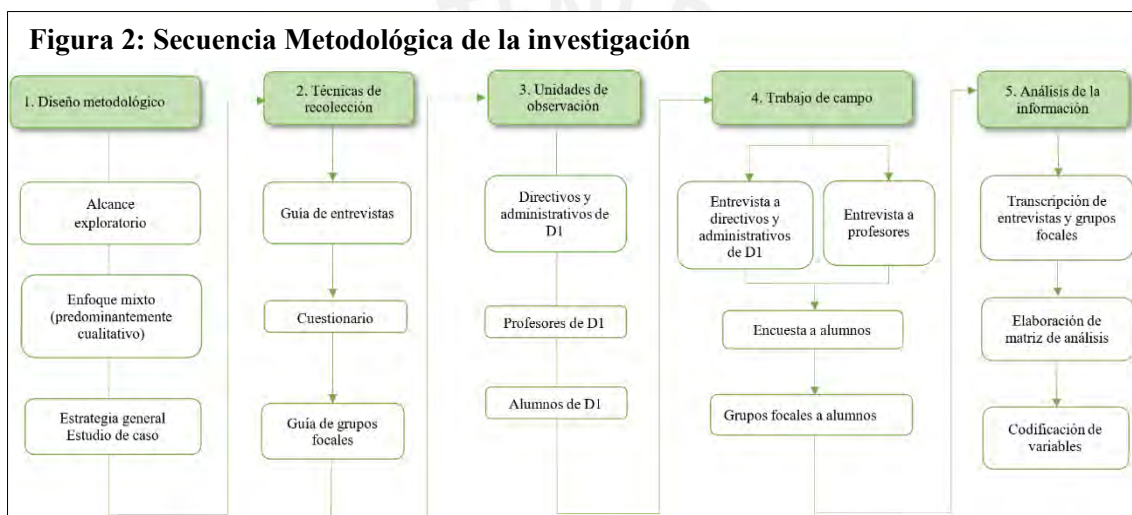 Figura 2: Secuencia Metodológica de la investigación
1. Diseño metodológico
Alcance
exploratorio
Enfoque mixto
(predominantemente
cualitativo)
Estrategia general
Estudio de caso
2. Técnicas de
recolección
Guía de entrevistas
Cuestionario
Guía de grupos
focales
3. Unidades de
observación
Directivos y
administrativos de
D1
Profesores de D1
Alumnos de D1
4. Trabajo de campo
Entrevista a
directivos y
administrativos
de D1
Entrevista a
profesores
Encuesta a alumnos
Grupos focales a alumnos
5. Análisis de la
información
Transcripción de
entrevistas y grupos
focales
Elaboración de
matriz de análisis
Codificación de
variables